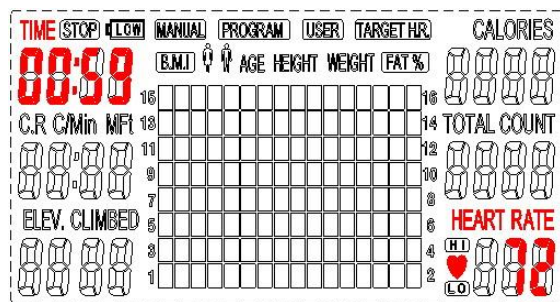 TIME STOP LOW MANUAL PROGRAM USER TARGET H.R. CALORIES
00:59 B.M.I AGE HEIGHT WEIGHT FAT %
15 16
C.R C/Min MFt 13 14 TOTAL COUNT
11 12
9 10
7 8
ELEV. CLIMBED 5 6 HEART RATE
3 4 HI 72
1 2 LO